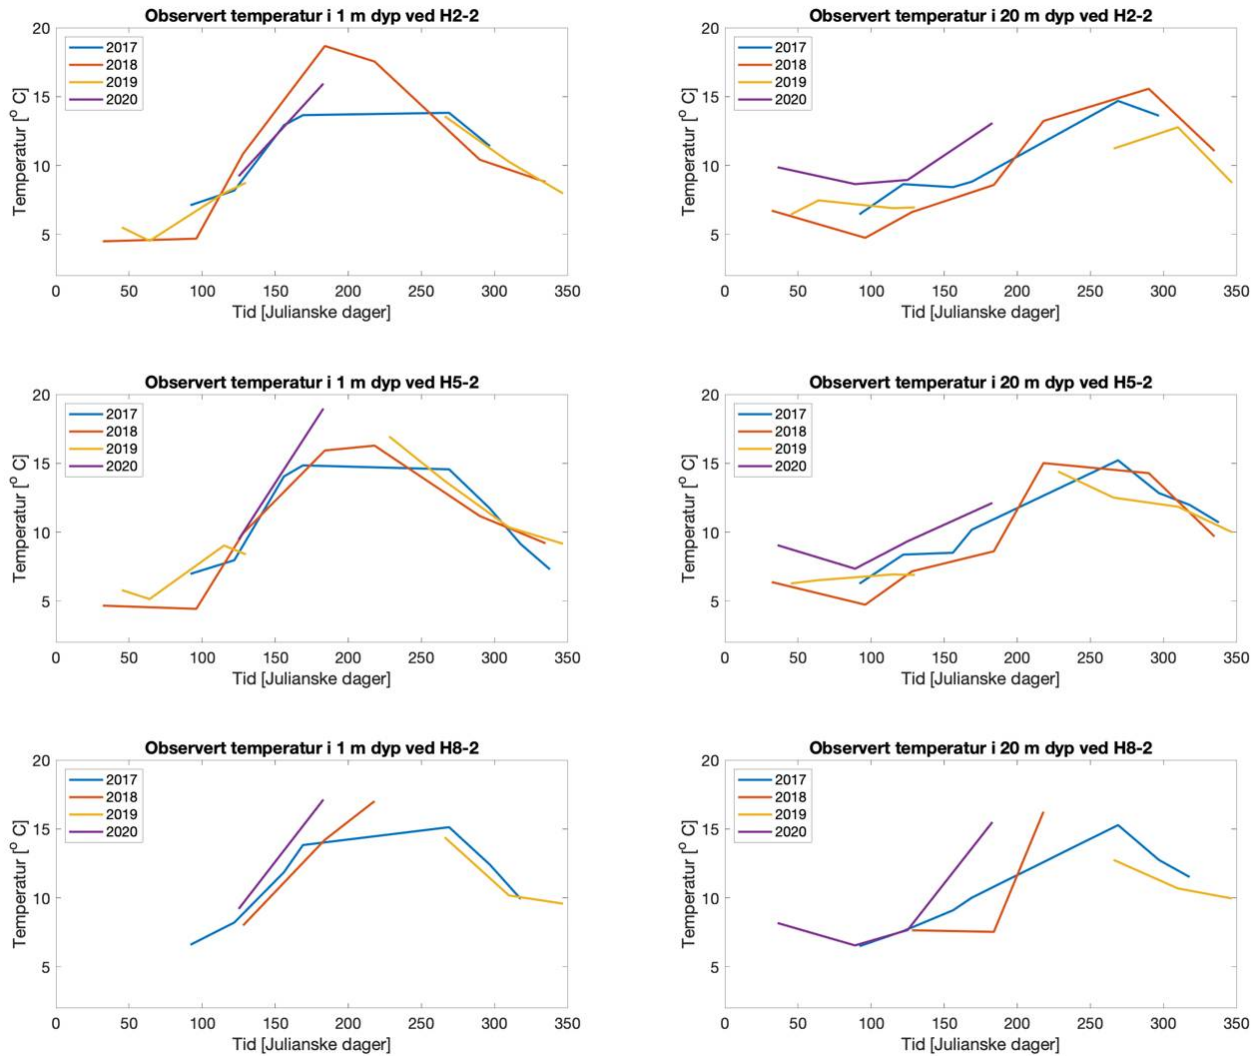 Observert temperatur i 1 m dyp ved H2-2
20
15
10
5
Temperatur [° C]
2017
2018
2019
2020
0 50 100 150 200 250 300 350
Tid [Julianske dager]
Observert temperatur i 20 m dyp ved H2-2
20
15
10
5
Temperatur [° C]
2017
2018
2019
2020
0 50 100 150 200 250 300 350
Tid [Julianske dager]
Observert temperatur i 1 m dyp ved H5-2
20
15
10
5
Temperatur [° C]
2017
2018
2019
2020
0 50 100 150 200 250 300 350
Tid [Julianske dager]
Observert temperatur i 20 m dyp ved H5-2
20
15
10
5
Temperatur [° C]
2017
2018
2019
2020
0 50 100 150 200 250 300 350
Tid [Julianske dager]
Observert temperatur i 1 m dyp ved H8-2
20
15
10
5
Temperatur [° C]
2017
2018
2019
2020
0 50 100 150 200 250 300 350
Tid [Julianske dager]
Observert temperatur i 20 m dyp ved H8-2
20
15
10
5
Temperatur [° C]
2017
2018
2019
2020
0 50 100 150 200 250 300 350
Tid [Julianske dager]